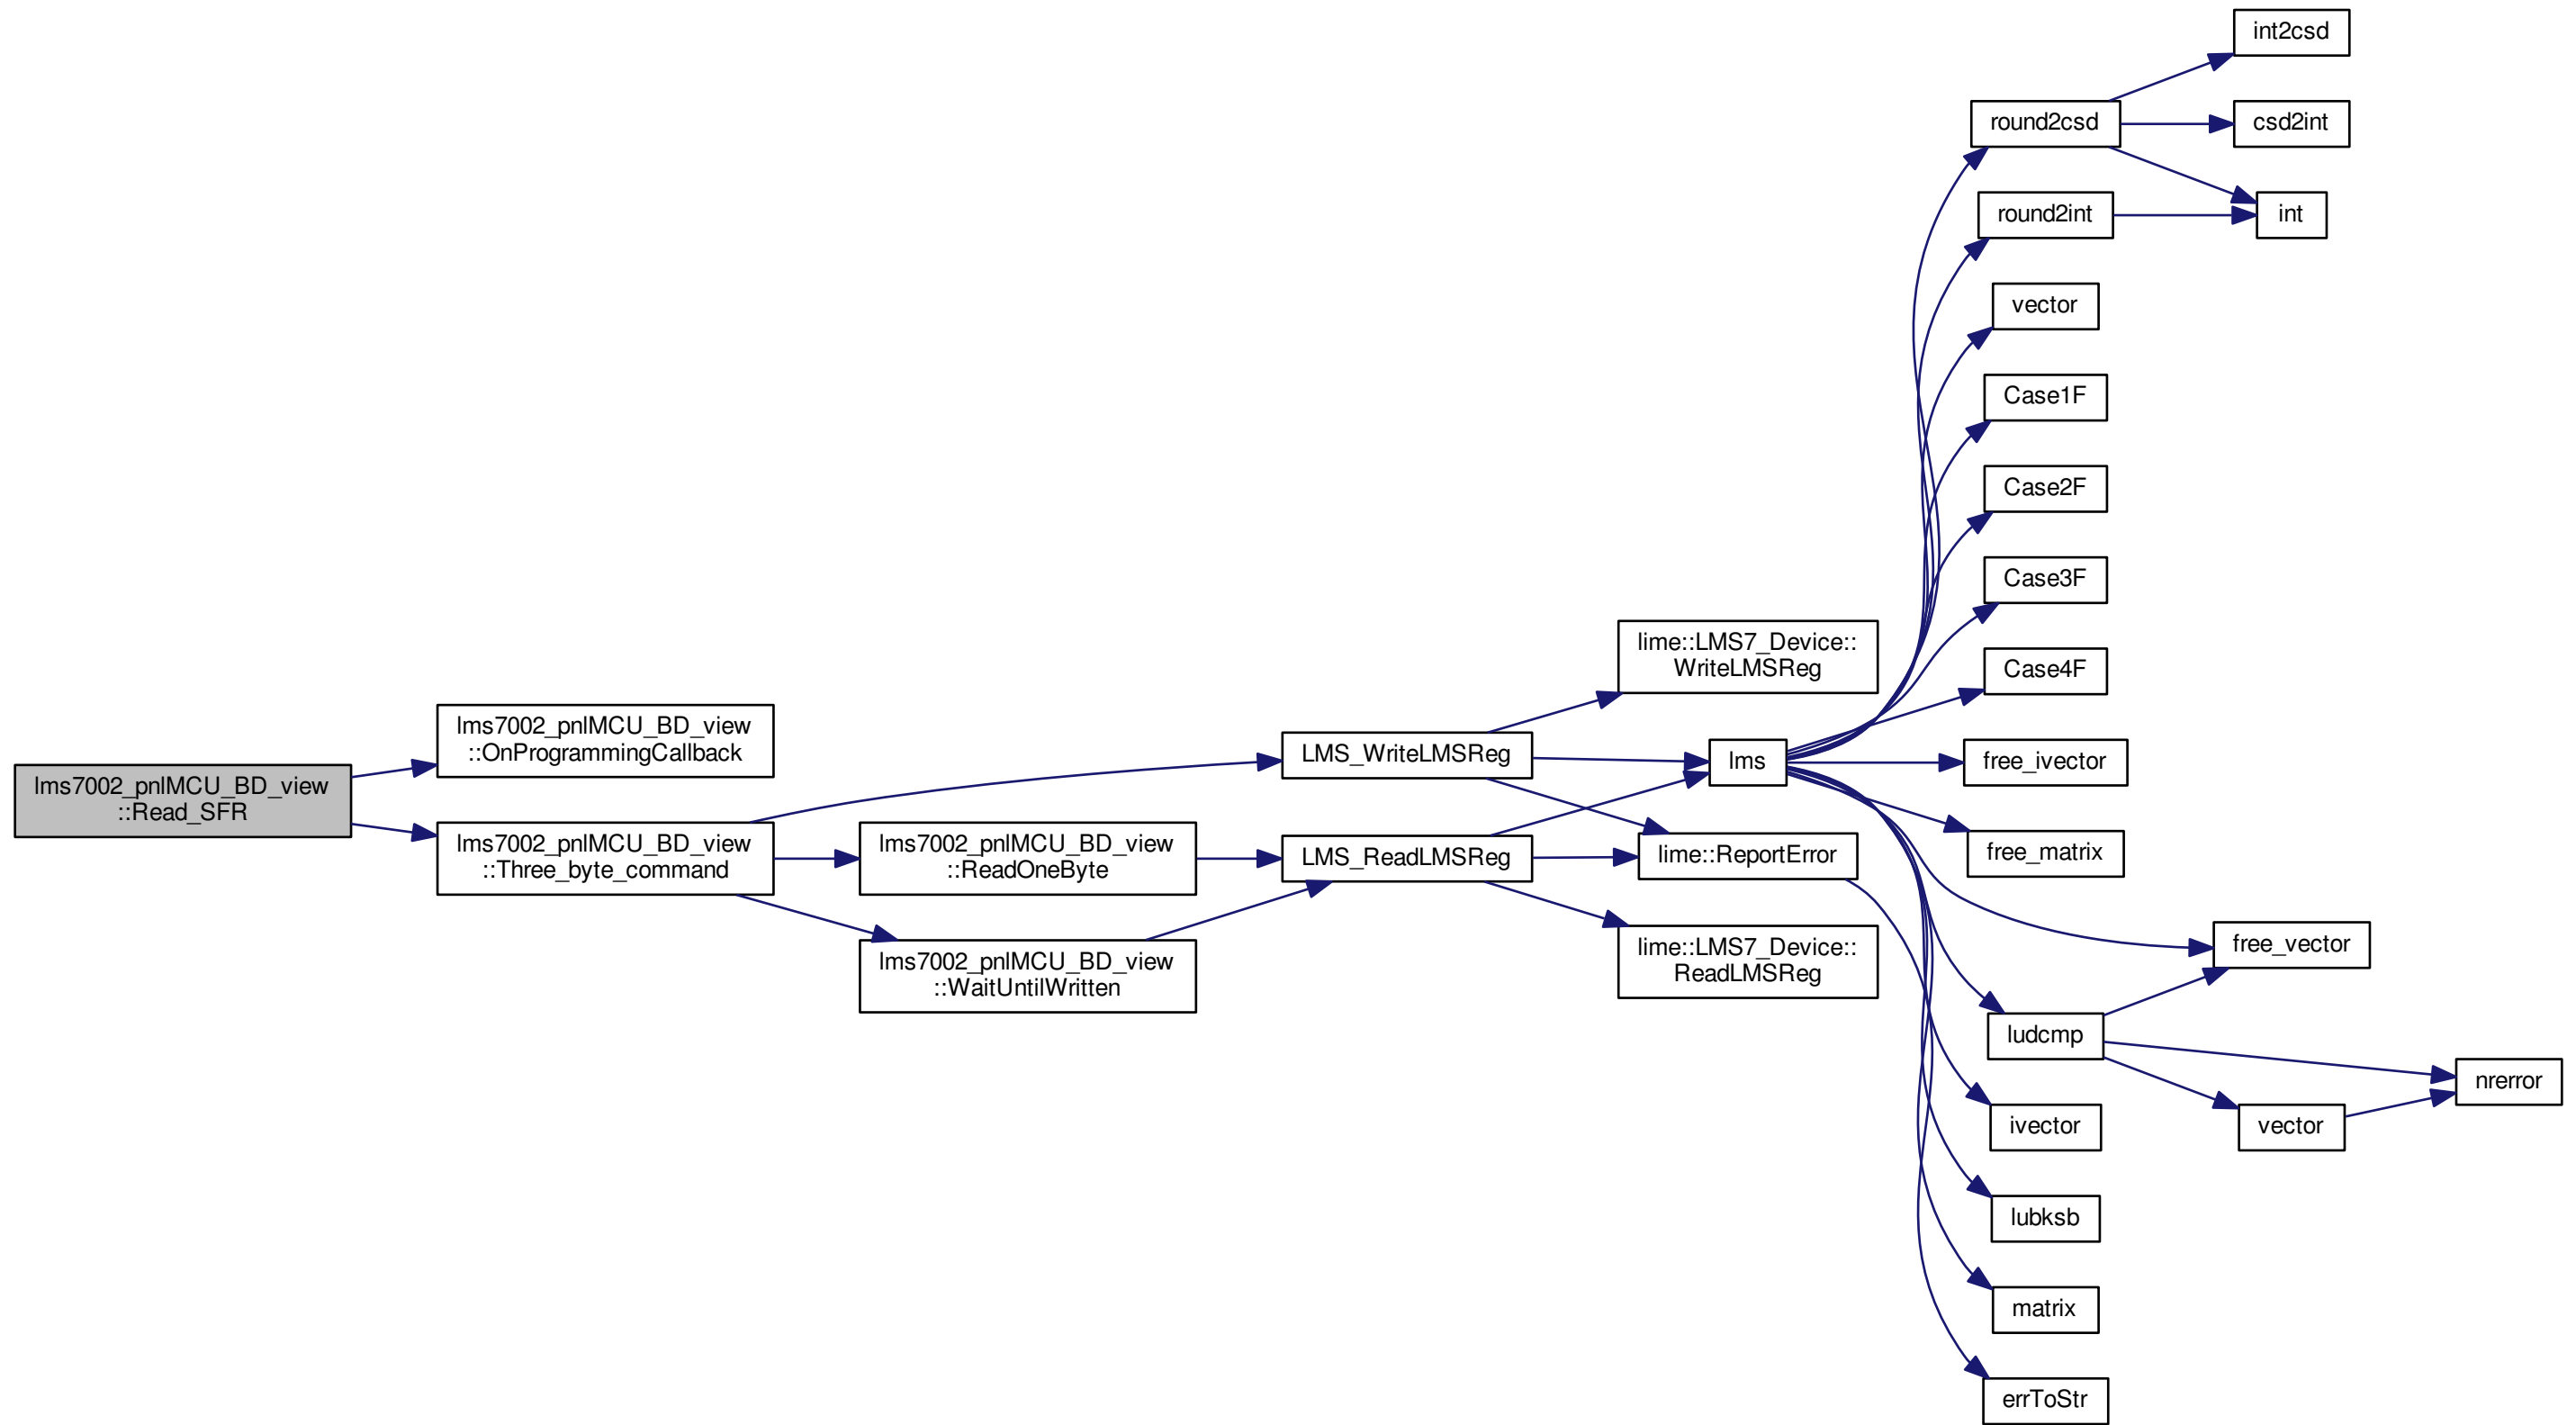 int2csd
round2csd
csd2int
round2int
int
vector
Case1F
Case2F
Case3F
Case4F
lime::LMS7_Device::
WriteLMSReg
lms7002_pnlMCU_BD_view
::OnProgrammingCallback
LMS_WriteLMSReg
lms
free_ivector
lms7002_pnlMCU_BD_view
::Read_SFR
lms7002_pnlMCU_BD_view
::Three_byte_command
lms7002_pnlMCU_BD_view
::ReadOneByte
LMS_ReadLMSReg
lime::ReportError
free_matrix
lms7002_pnlMCU_BD_view
::WaitUntilWritten
lime::LMS7_Device::
ReadLMSReg
free_vector
ludcmp
nrerror
ivector
vector
lubksb
matrix
errToStr